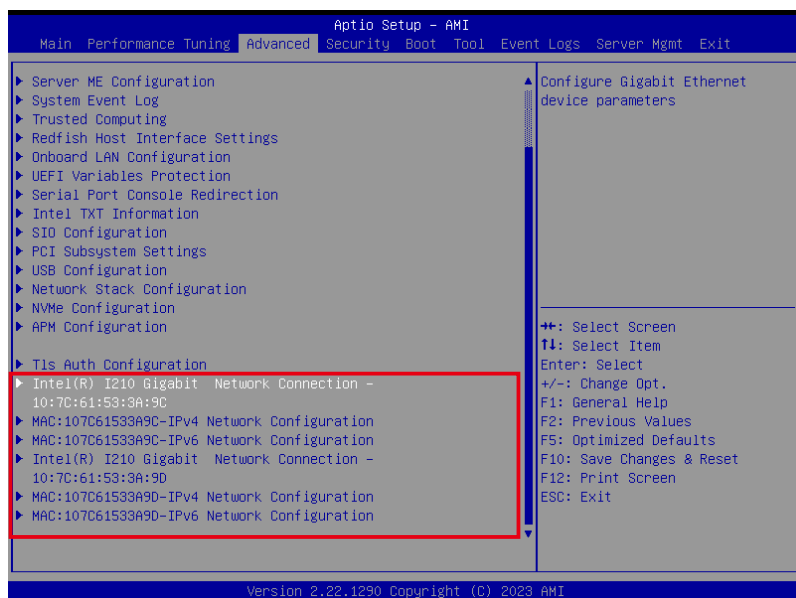 Aptio Setup – AMI
Main Performance Tuning Advanced Security Boot Tool Event Logs Server Mgmt Exit
Server ME Configuration
System Event Log
Trusted Computing
Redfish Host Interface Settings
Onboard LAN Configuration
UEFI Variables Protection
Serial Port Console Redirection
Intel TXT Information
SIO Configuration
PCI Subsystem Settings
USB Configuration
Network Stack Configuration
NVMe Configuration
APM Configuration
Tls Auth Configuration
Intel(R) I210 Gigabit Network Connection –
10:7C:61:53:3A:9C
MAC:107C61533A9C-IPv4 Network Configuration
MAC:107C61533A9C-IPv6 Network Configuration
Intel(R) I210 Gigabit Network Connection –
10:7C:61:53:3A:9D
MAC:107C61533A9D-IPv4 Network Configuration
MAC:107C61533A9D-IPv6 Network Configuration
Configure Gigabit Ethernet
device parameters
→←: Select Screen
↑↓: Select Item
Enter: Select
+/-: Change Opt.
F1: General Help
F2: Previous Values
F5: Optimized Defaults
F10: Save Changes & Reset
F12: Print Screen
ESC: Exit
Version 2.22.1290 Copyright (C) 2023 AMI